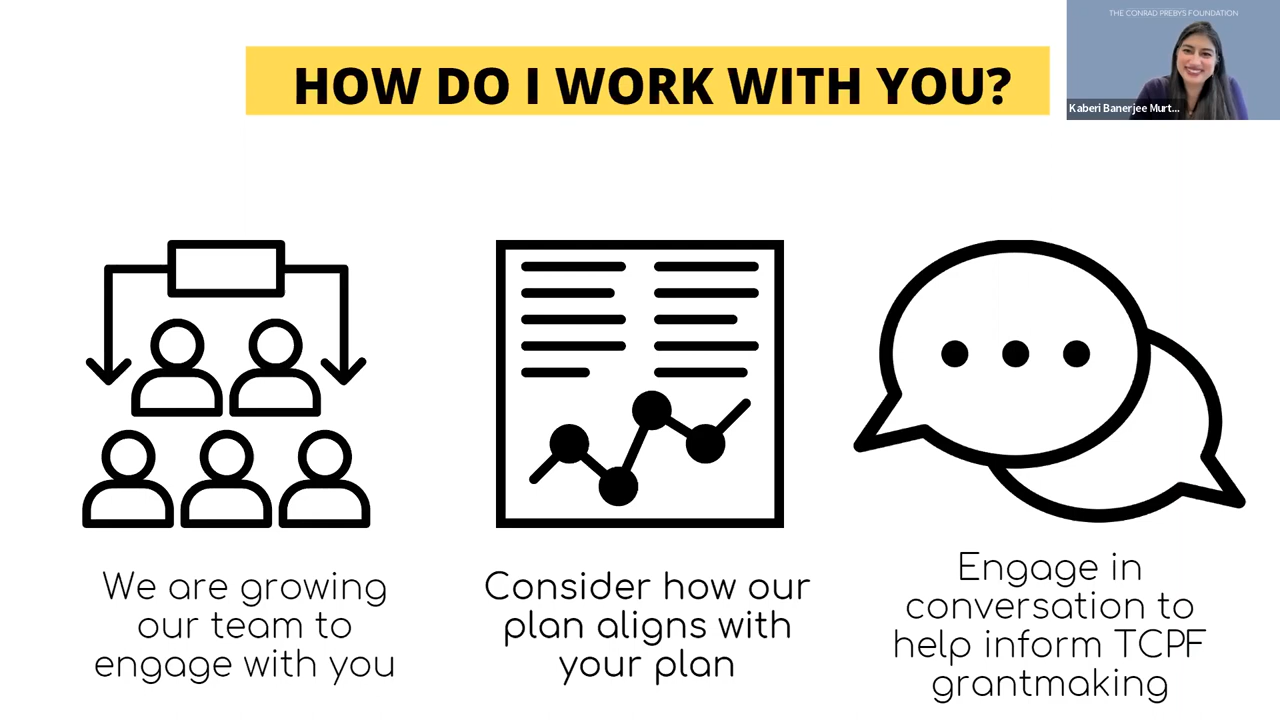 THE CONRAD PREBYS FOUNDATION
HOW DO I WORK WITH YOU?
Kaberi Banerjee Murt...
We are growing
our team to
engage with you
Consider how our
plan aligns with
your plan
Engage in
conversation to
help inform TCPF
grantmaking